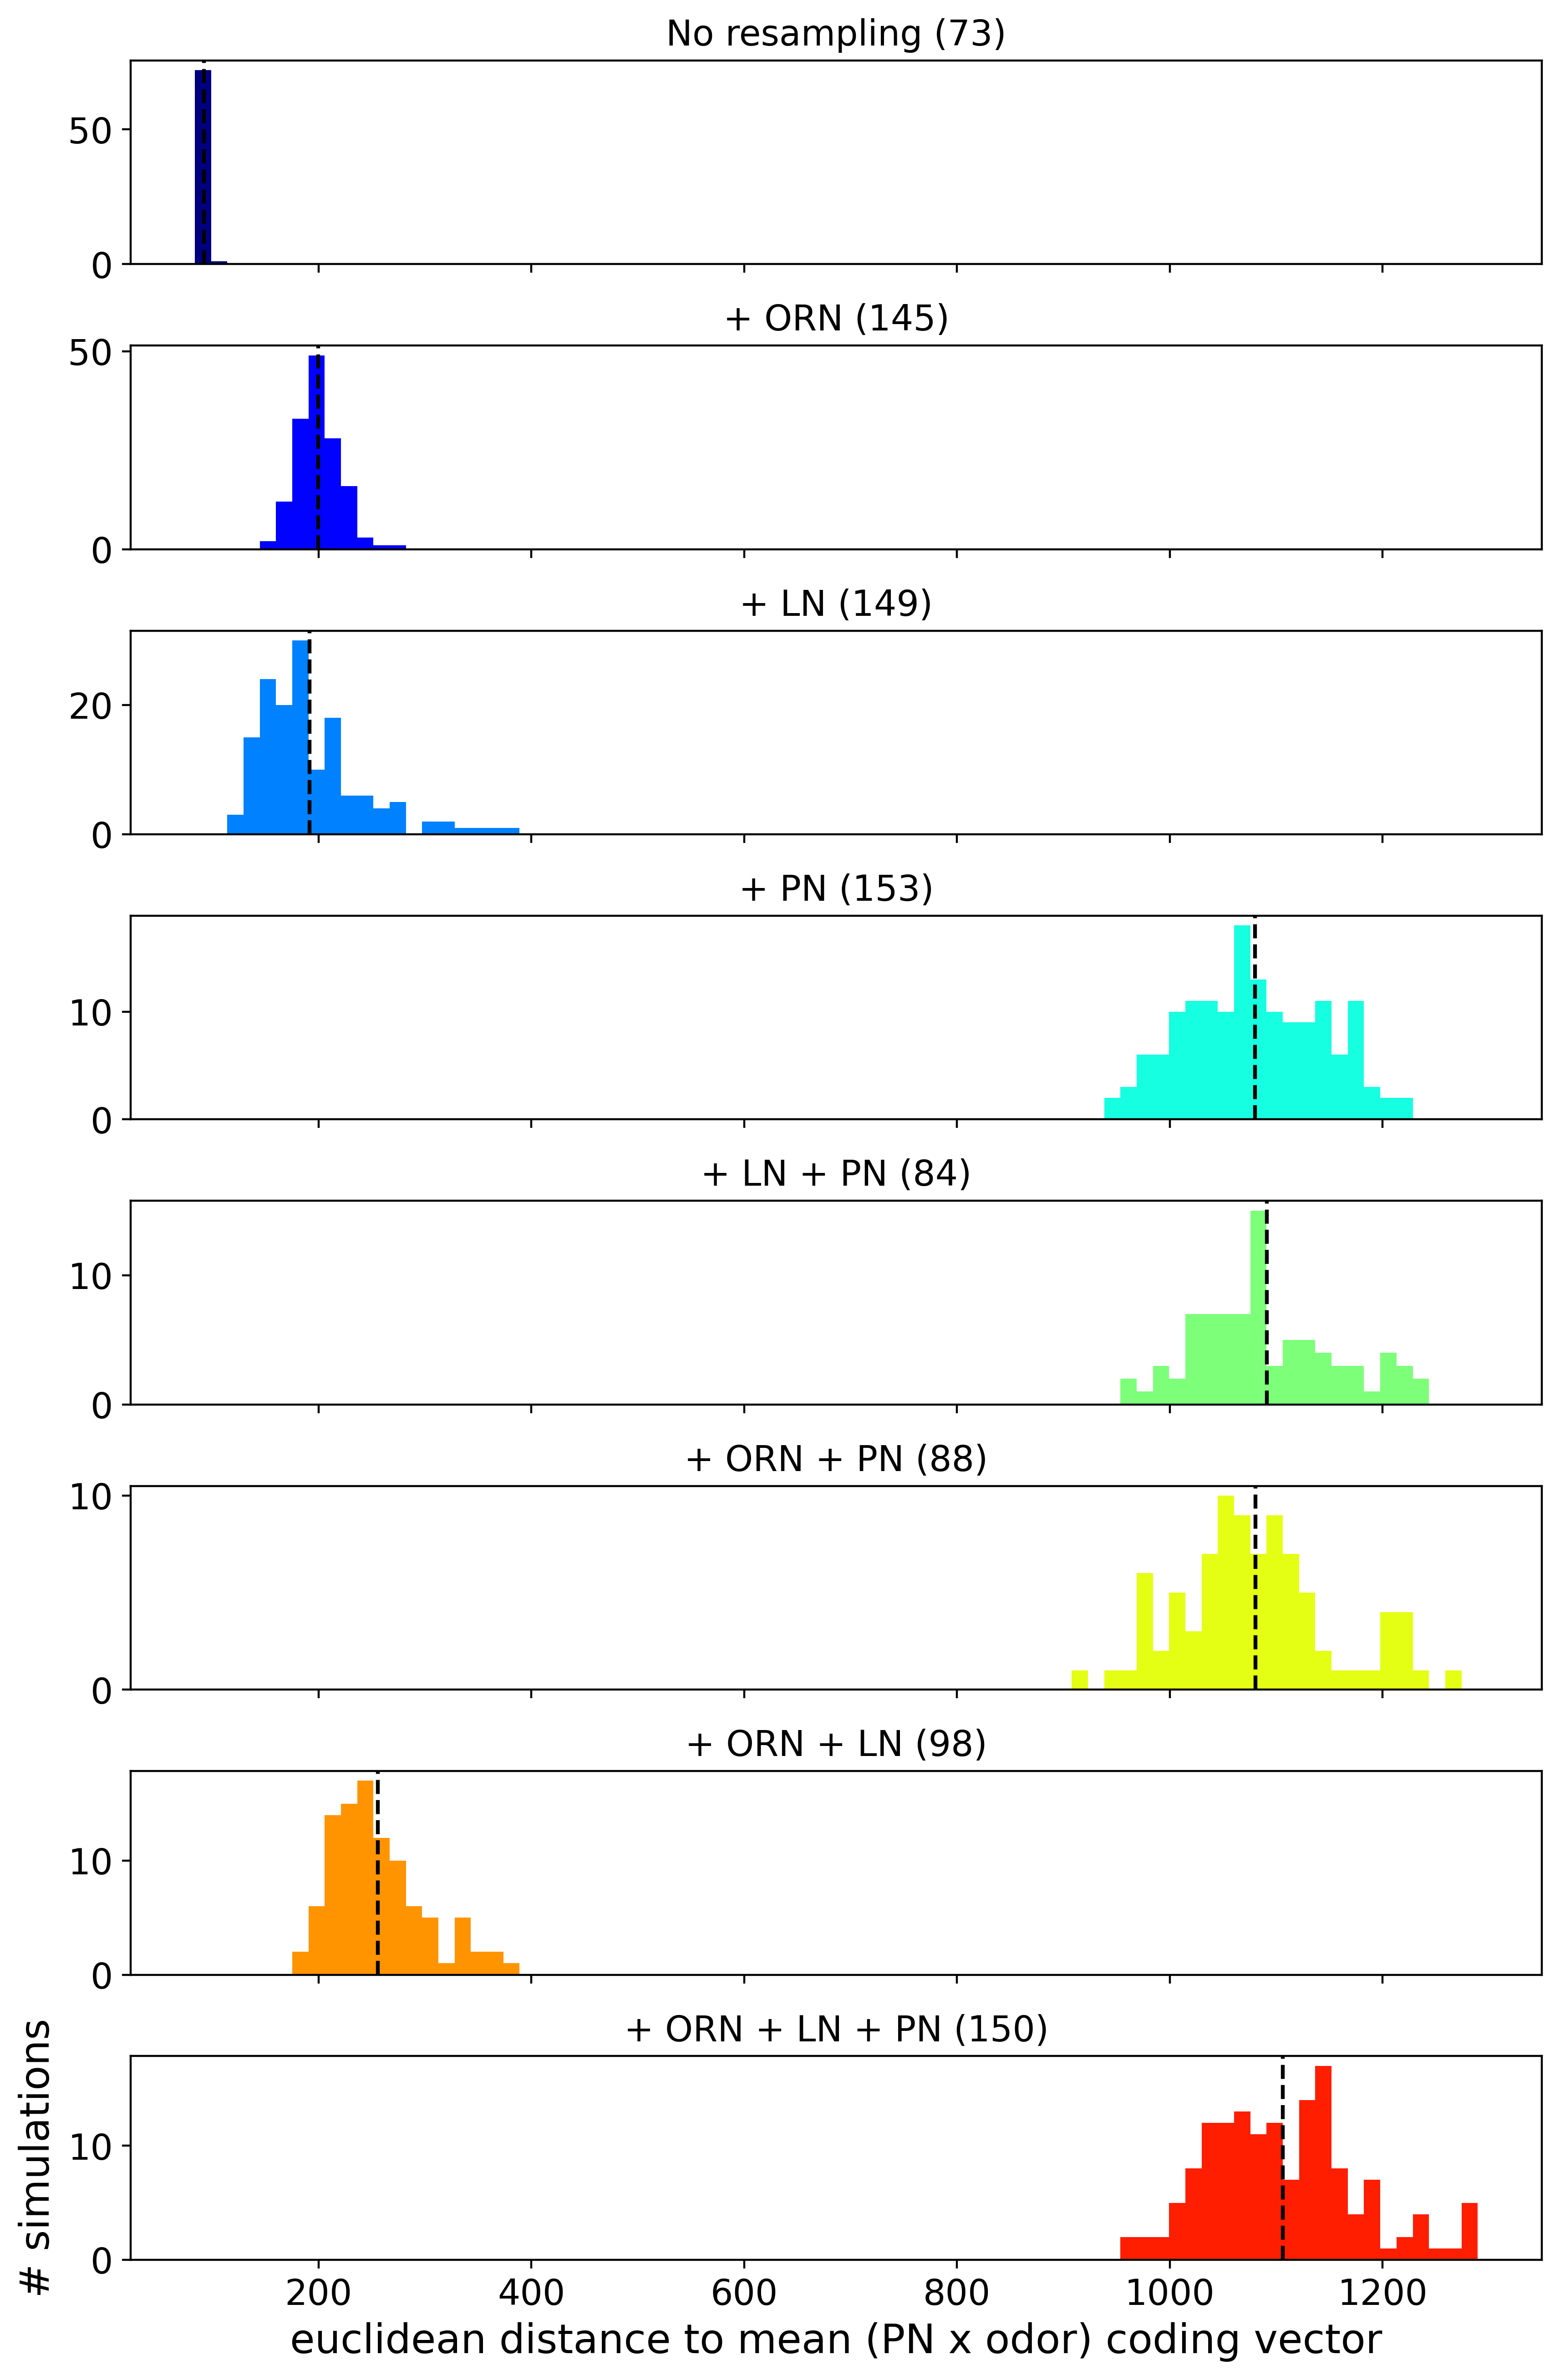 No resampling (73)
50
0
+ ORN (145)
50
0
+ LN (149)
20
0
+ PN (153)
10
0
+ LN + PN (84)
10
0
+ ORN + PN (88)
10
0
+ ORN + LN (98)
10
0
+ ORN + LN + PN (150)
10
0
# simulations
200 400 600 800 1000 1200
euclidean distance to mean (PN x odor) coding vector